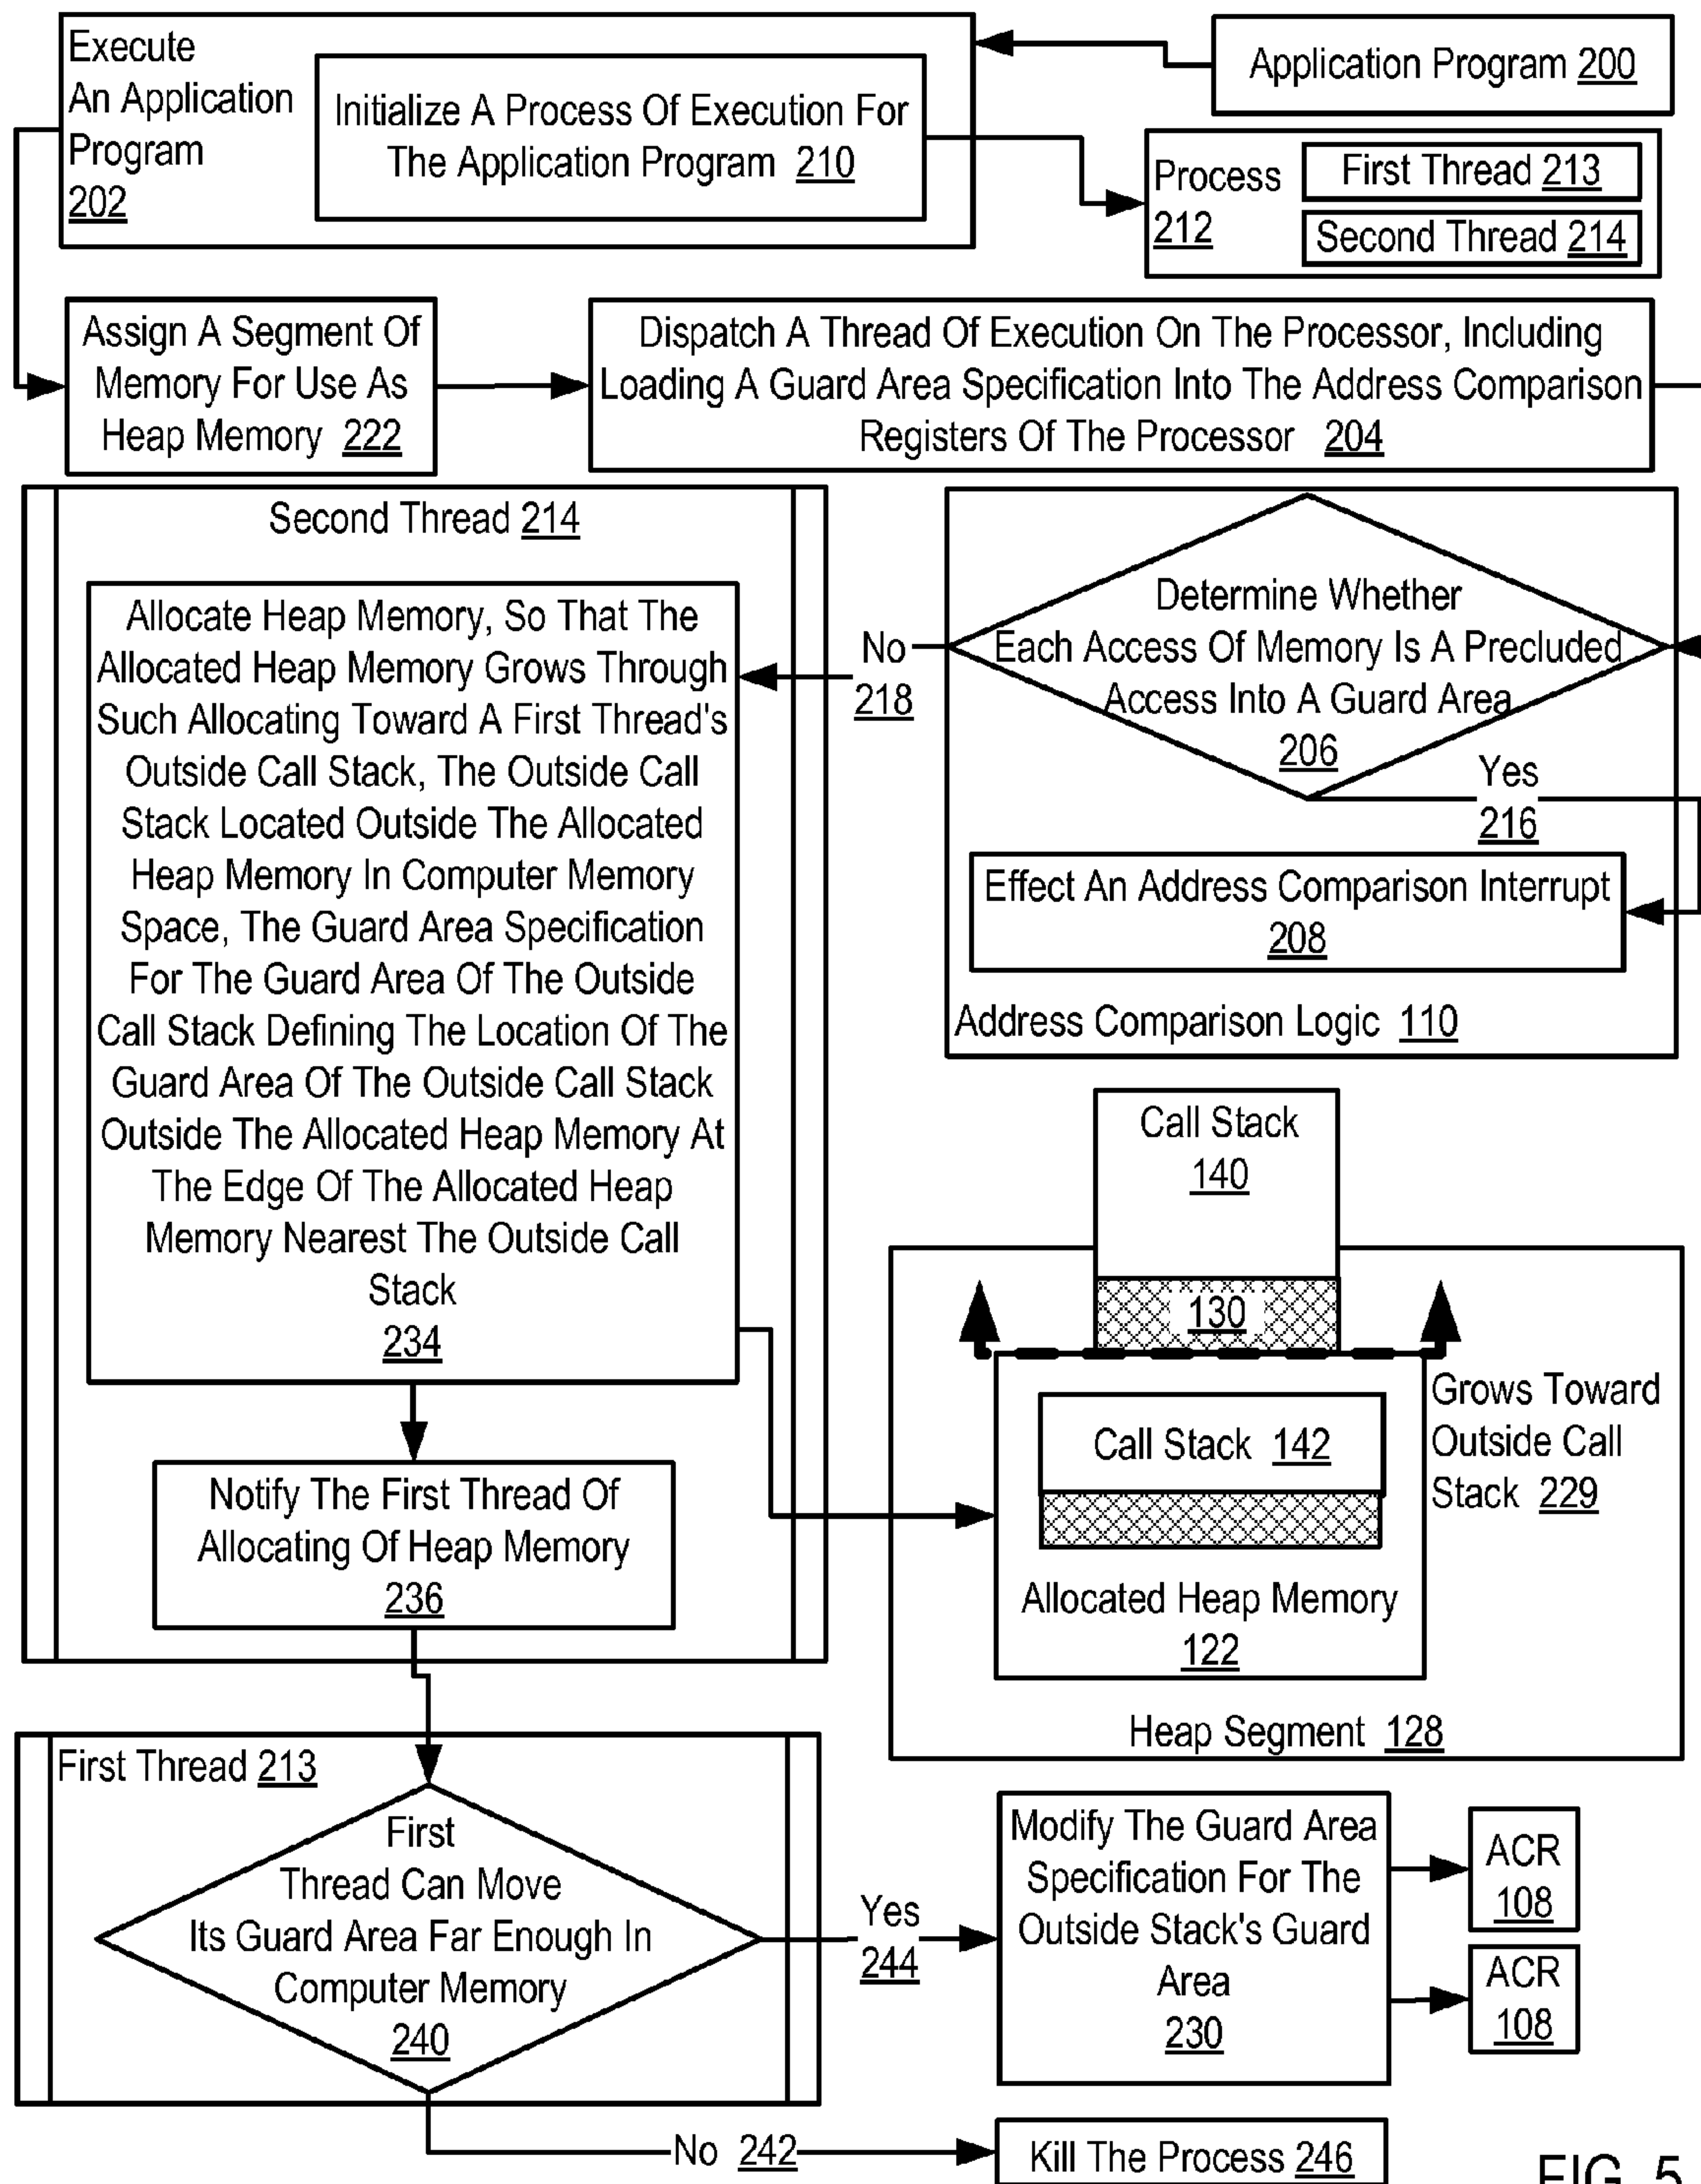 Execute
An Application
Program
202
Initialize A Process Of Execution For
The Application Program 210
Application Program 200
Process
212
First Thread 213
Second Thread 214
Assign A Segment Of
Memory For Use As
Heap Memory 222
Dispatch A Thread Of Execution On The Processor, Including
Loading A Guard Area Specification Into The Address Comparison
Registers Of The Processor 204
Second Thread 214
Allocate Heap Memory, So That The
Allocated Heap Memory Grows Through
Such Allocating Toward A First Thread's
Outside Call Stack, The Outside Call
Stack Located Outside The Allocated
Heap Memory In Computer Memory
Space, The Guard Area Specification
For The Guard Area Of The Outside
Call Stack Defining The Location Of The
Guard Area Of The Outside Call Stack
Outside The Allocated Heap Memory At
The Edge Of The Allocated Heap
Memory Nearest The Outside Call
Stack
234
No
218
Determine Whether
Each Access Of Memory Is A Precluded
Access Into A Guard Area
206
Yes
216
Effect An Address Comparison Interrupt
208
Address Comparison Logic 110
Call Stack
140
130
Grows Toward
Outside Call
Stack 229
Call Stack 142
Allocated Heap Memory
122
Heap Segment 128
Notify The First Thread Of
Allocating Of Heap Memory
236
First Thread 213
First
Thread Can Move
Its Guard Area Far Enough In
Computer Memory
240
Yes
244
Modify The Guard Area
Specification For The
Outside Stack's Guard
Area
230
ACR
108
ACR
108
No 242
Kill The Process 246
FIG. 5